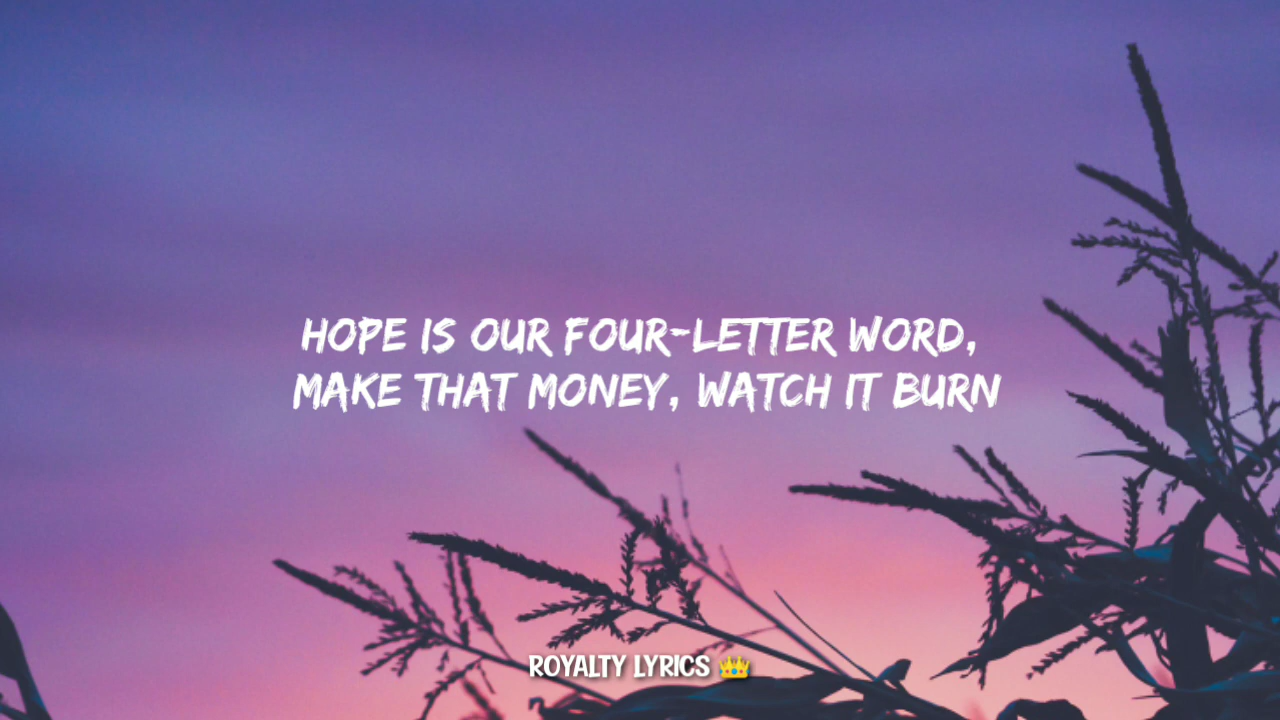 HOPE IS OUR FOUR-LETTER WORD,
MAKE THAT MONEY, WATCH IT BURN
ROYALTY LYRICS 👑